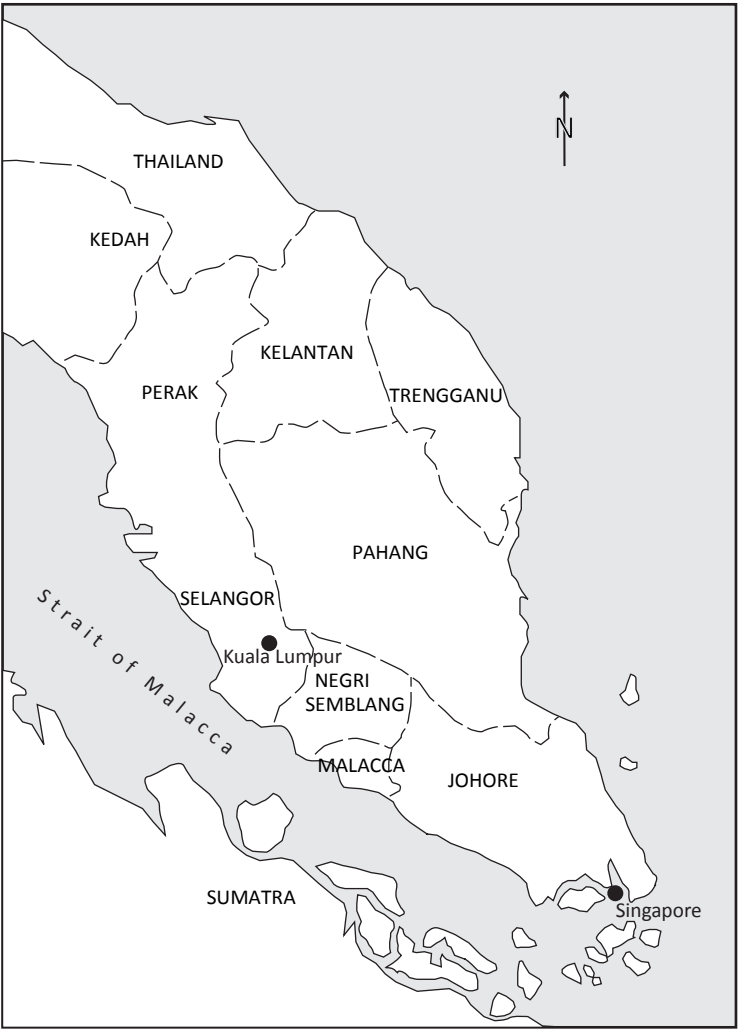 N
THAILAND
KEDAH
KELANTAN
PERAK
TRENGGANU
PAHANG
SELANGOR
Strait of Malacca
Kuala Lumpur
NEGRI
SEMBLANG
MALACCA
JOHORE
SUMATRA
Singapore